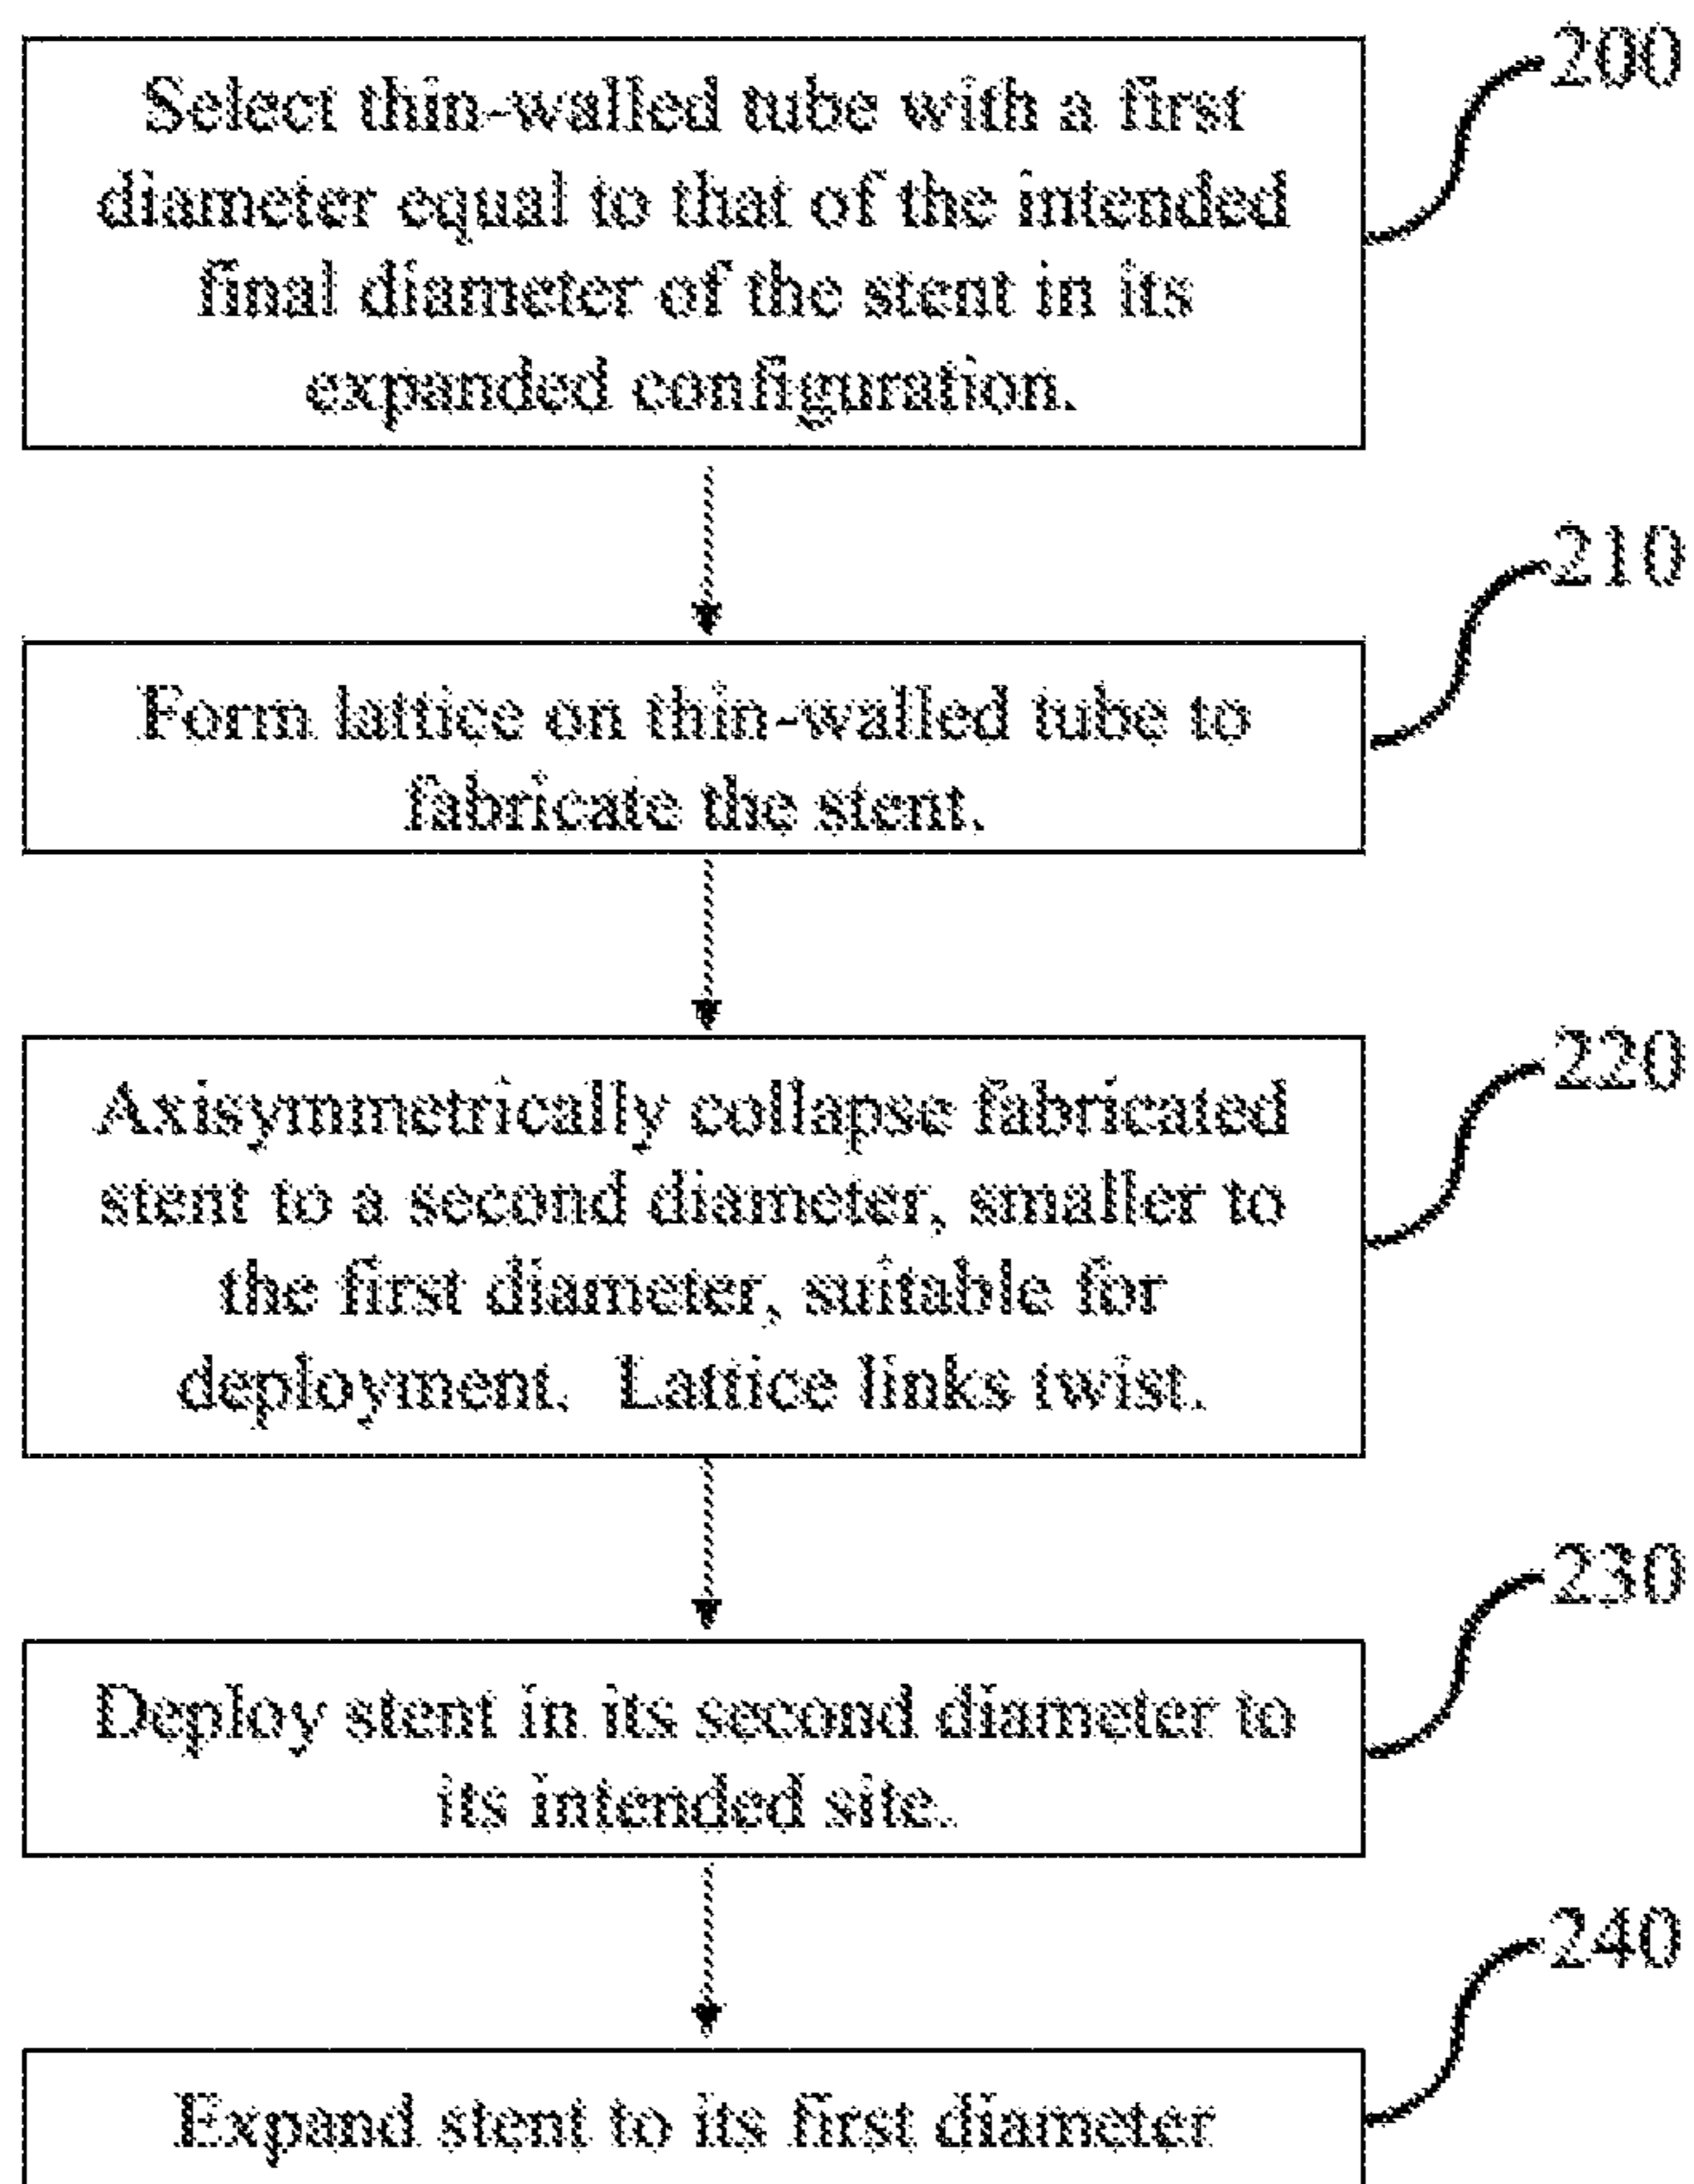 200
Select thin-walled tube with a first
diameter equal to that of the intended
final diameter of the stent in its
expanded configuration.
210
Form lattice on thin-walled tube to
fabricate the stent.
220
Axisymmetrically collapse fabricated
stent to a second diameter, smaller to
the first diameter, suitable for
deployment. Lattice links twist.
230
Deploy stent in its second diameter to
its intended site.
240
Expand stent to its first diameter